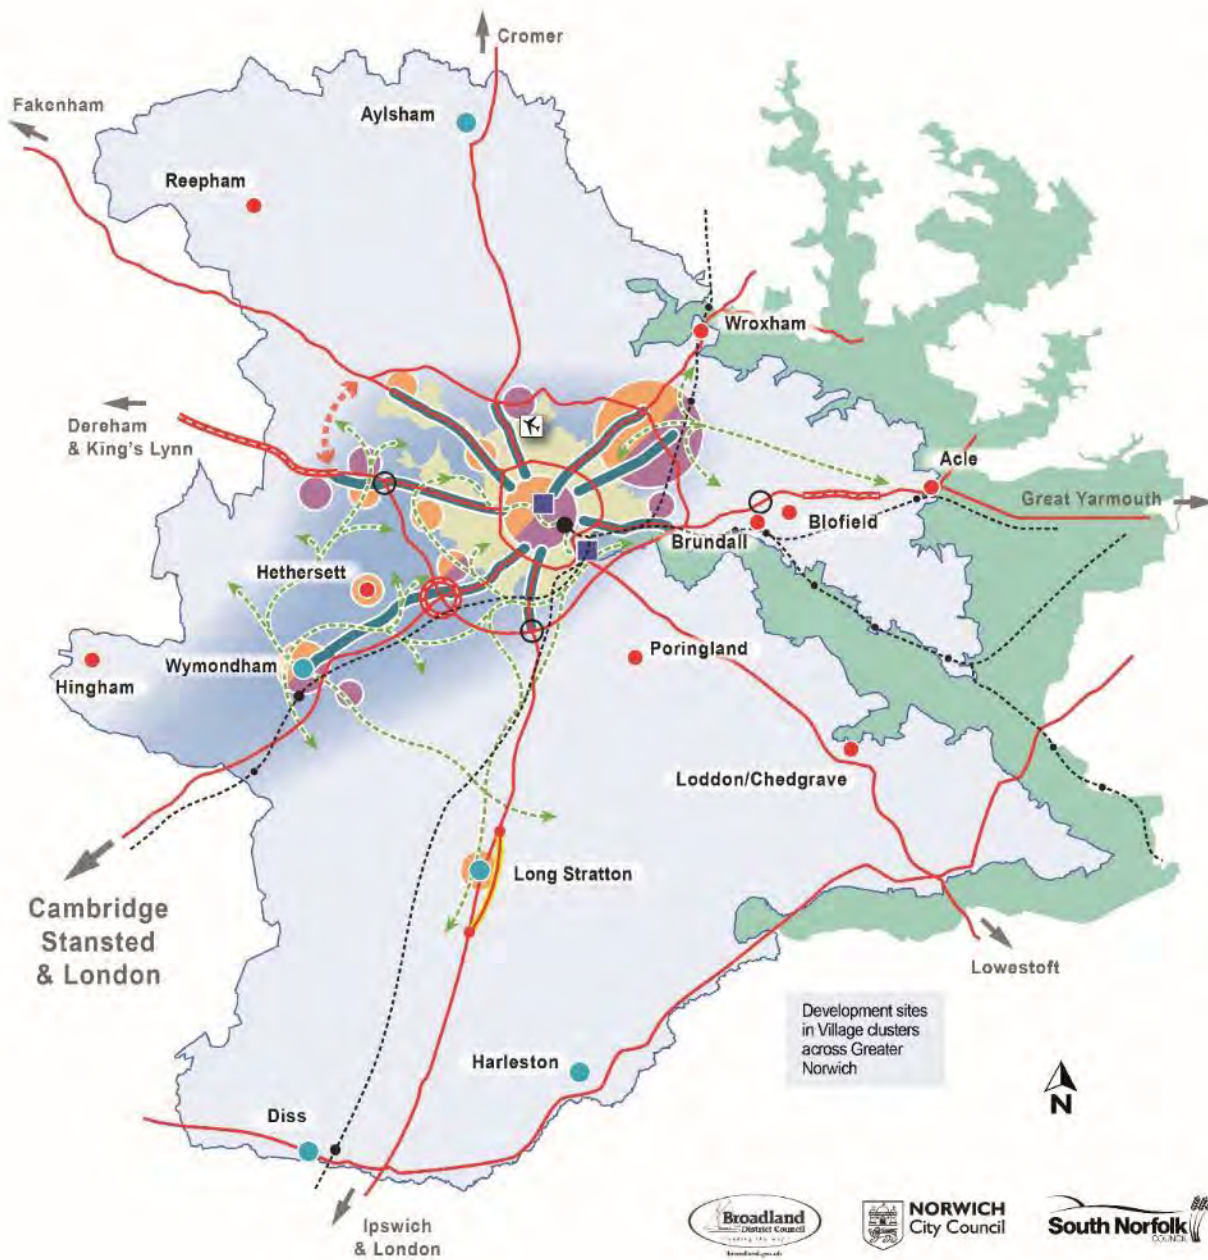 Cromer
Fakenham
Aylsham
Reepham
Wroxham
Dereham
& King's Lynn
Acle
Great Yarmouth
Blofield
Brundall
Hethersett
Poringland
Wymondham
Hingham
Loddon/Chedgrave
Long Stratton
Cambridge
Stansted
& London
Lowestoft
Development sites
in Village clusters
across Greater
Norwich
Harleston
N
Diss
Ipswich
& London
Broadland
District Council
NORWICH
City Council
South Norfolk
COUNCIL